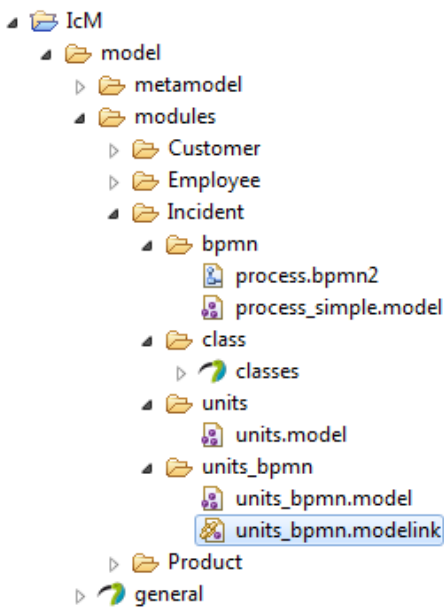 IcM
model
metamodel
modules
Customer
Employee
Incident
bpmn
process.bpmn2
process_simple.model
class
classes
units
units.model
units_bpmn
units_bpmn.model
units_bpmn.modelink
Product
general